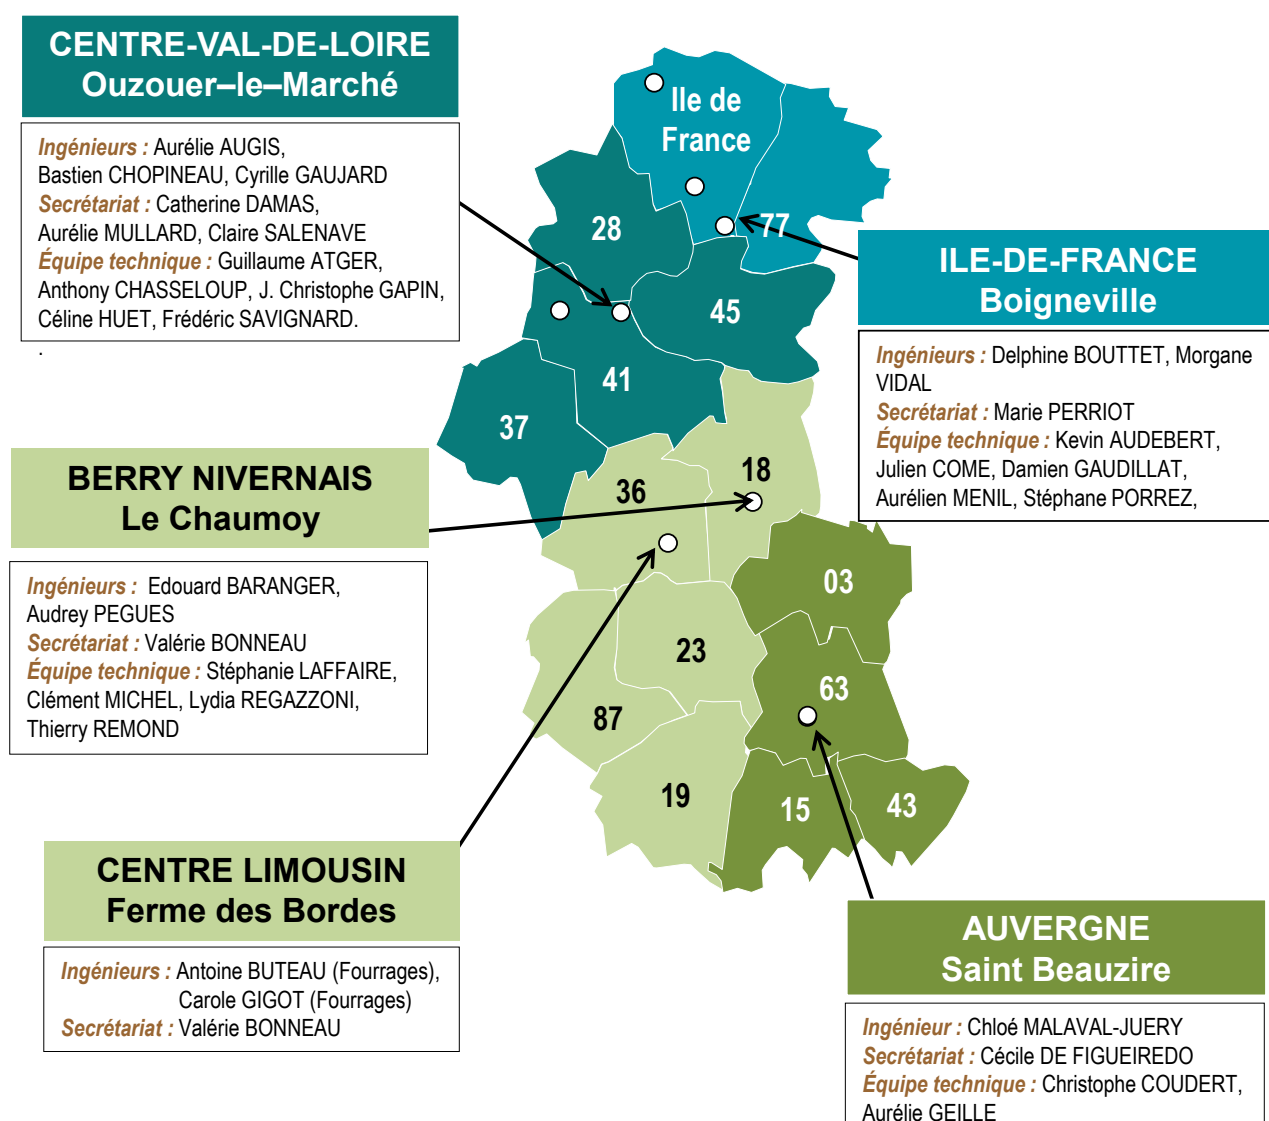 CENTRE-VAL-DE-LOIRE
Ouzouer–le–Marché
Ingénieurs : Aurélie AUGIS,
Bastien CHOPINEAU, Cyrille GAUJARD
Secrétariat : Catherine DAMAS,
Aurélie MULLARD, Claire SALENAVE
Équipe technique : Guillaume ATGER,
Anthony CHASSELOUP, J. Christophe GAPIN,
Céline HUET, Frédéric SAVIGNARD.
.
Ile de
France
77
28
45
41
37
ILE-DE-FRANCE
Boigneville
Ingénieurs : Delphine BOUTTET, Morgane
VIDAL
Secrétariat : Marie PERRIOT
Équipe technique : Kevin AUDEBERT,
Julien COME, Damien GAUDILLAT,
Aurélien MENIL, Stéphane PORREZ,
BERRY NIVERNAIS
Le Chaumoy
Ingénieurs : Edouard BARANGER,
Audrey PEGUES
Secrétariat : Valérie BONNEAU
Équipe technique : Stéphanie LAFFAIRE,
Clément MICHEL, Lydia REGAZZONI,
Thierry REMOND
18
36
03
23
63
87
19
15
43
CENTRE LIMOUSIN
Ferme des Bordes
Ingénieurs : Antoine BUTEAU (Fourrages),
Carole GIGOT (Fourrages)
Secrétariat : Valérie BONNEAU
AUVERGNE
Saint Beauzire
Ingénieur : Chloé MALAVAL-JUERY
Secrétariat : Cécile DE FIGUEIREDO
Équipe technique : Christophe COUDERT,
Aurélie GEILLE